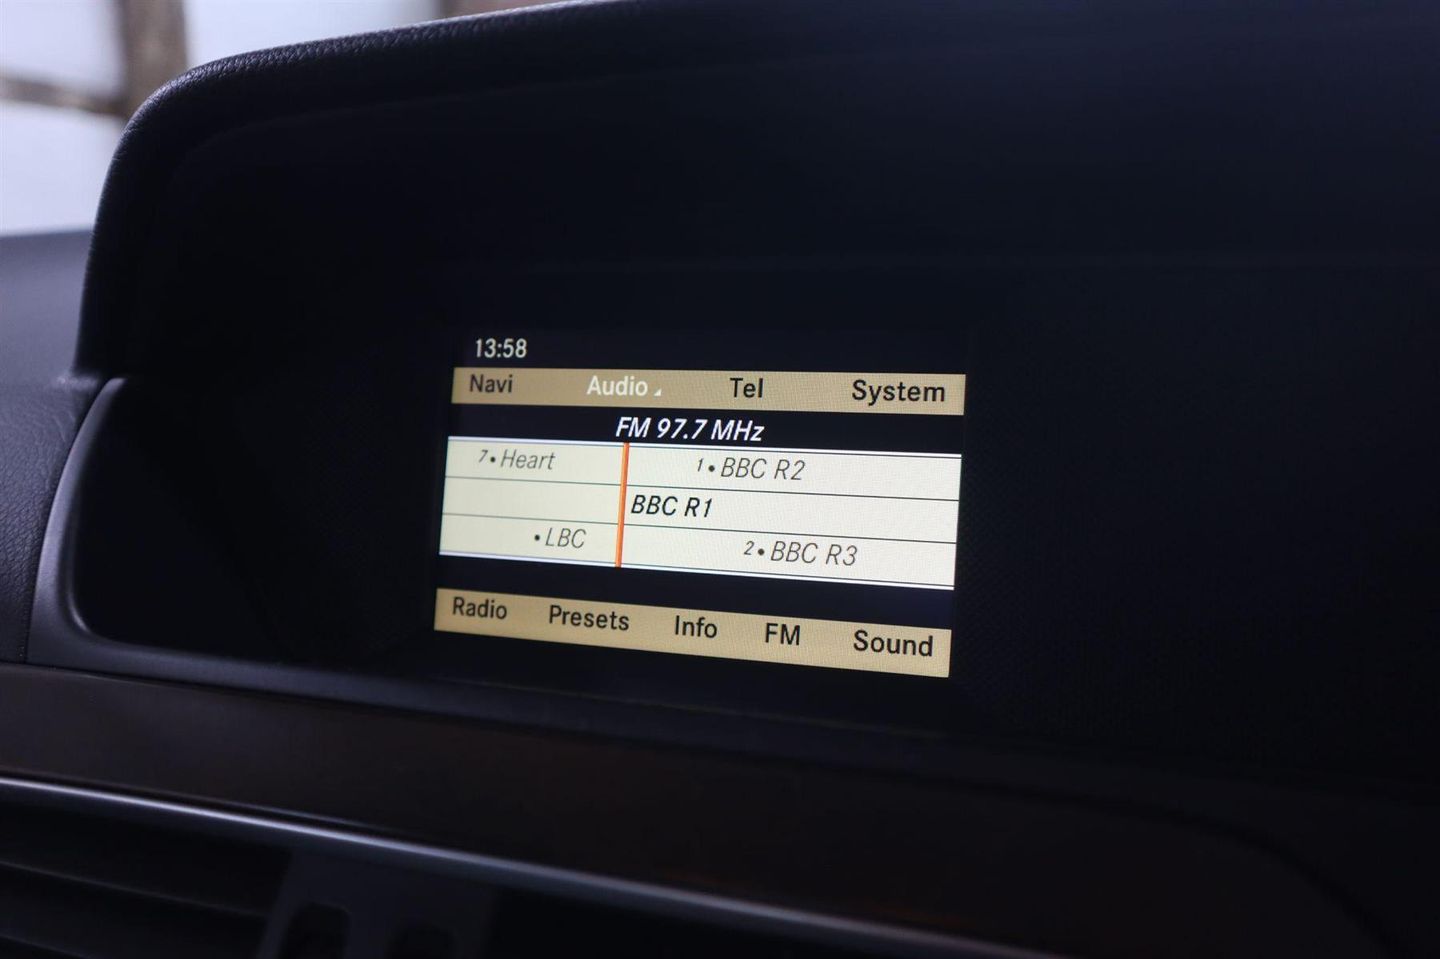 13:58
Navi Audio Tel System
FM 97.7 MHz
7•Heart 1•BBC R2
BBC R1
•LBC 2•BBC R3
Radio Presets Info FM Sound